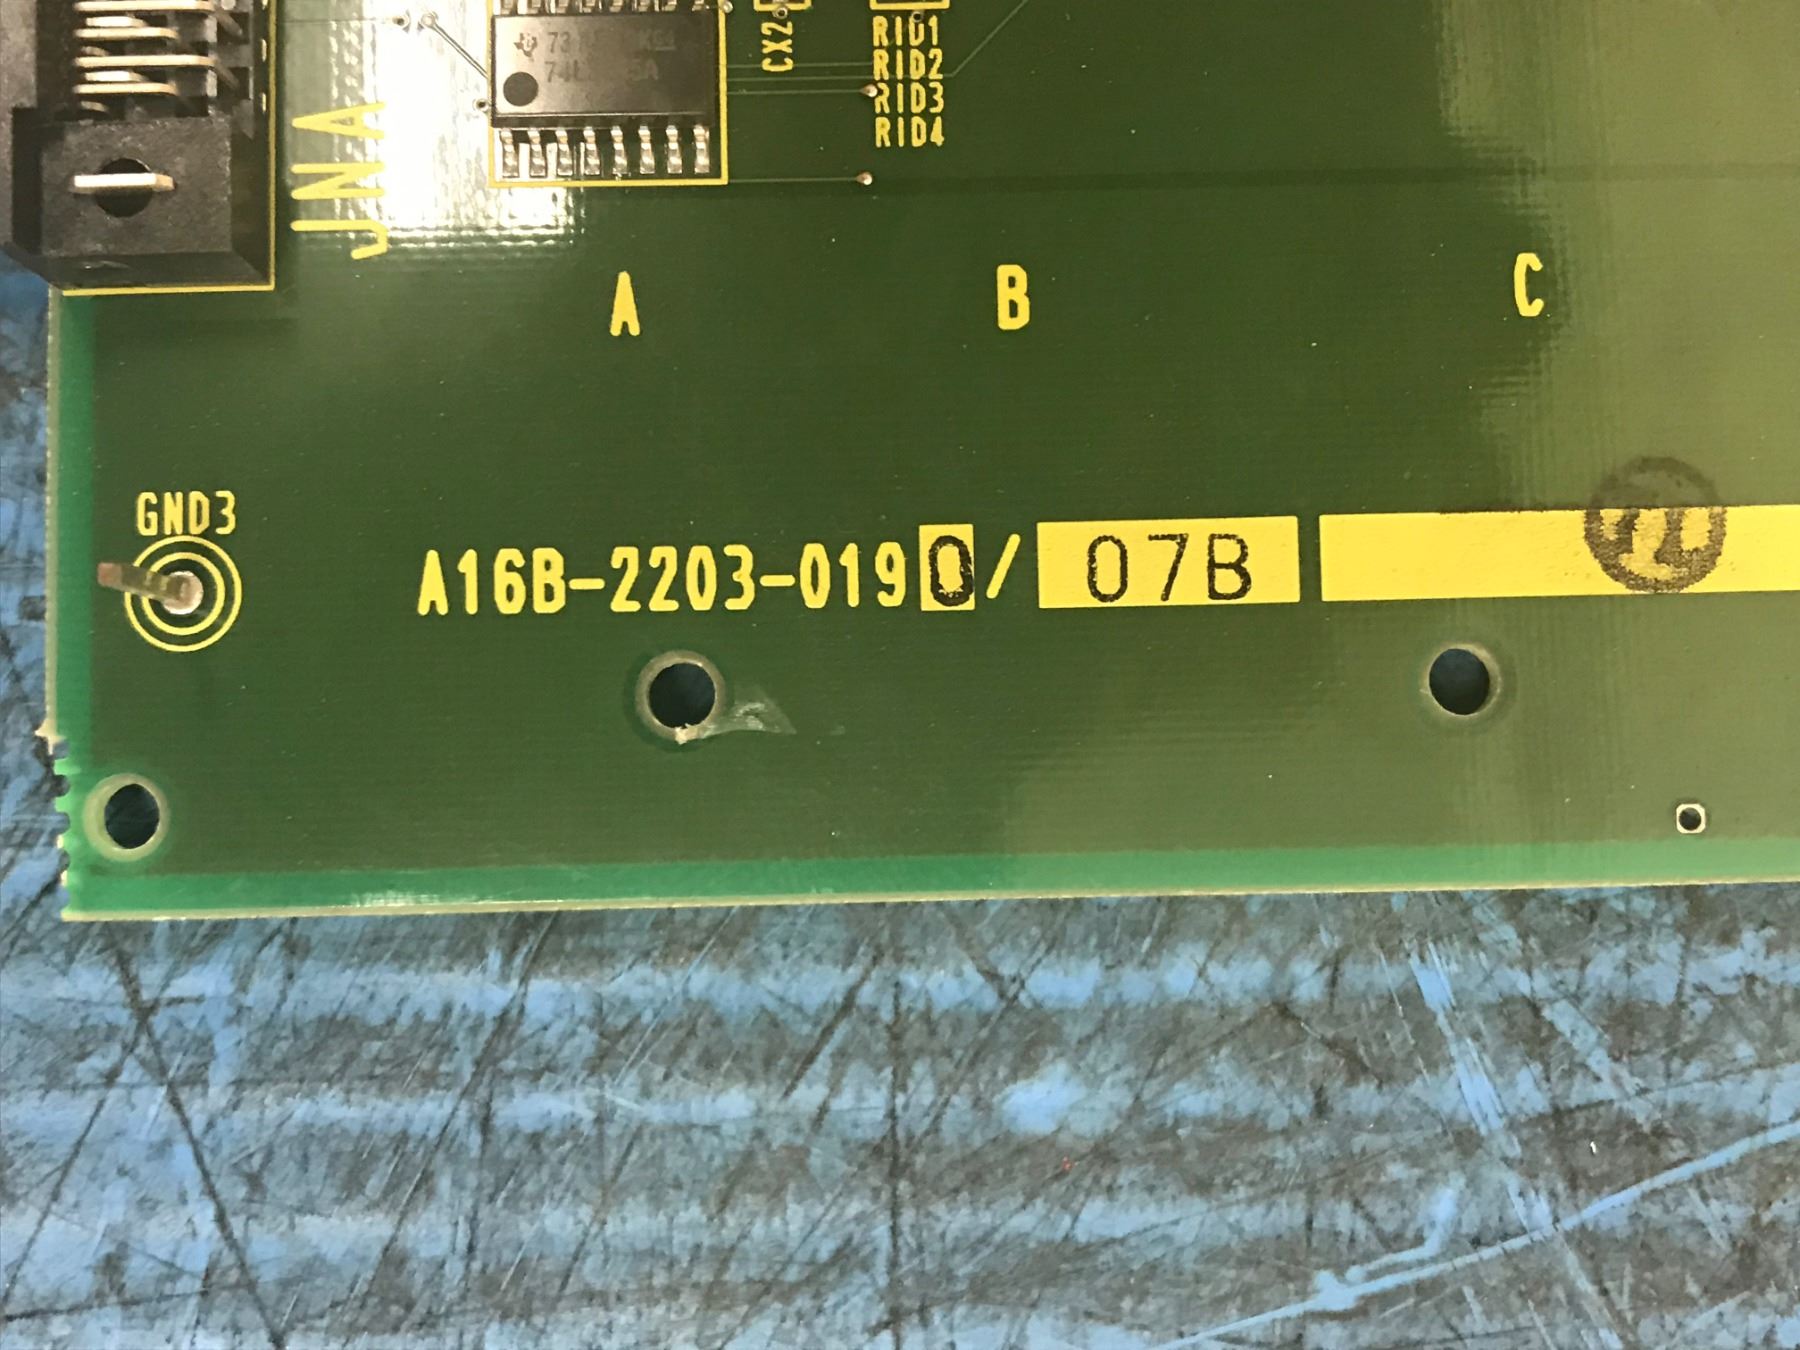 CX2
RID1
RID2
RID3
RID4
JNA
A
B
C
GND3
A16B-2203-0190/ 07B